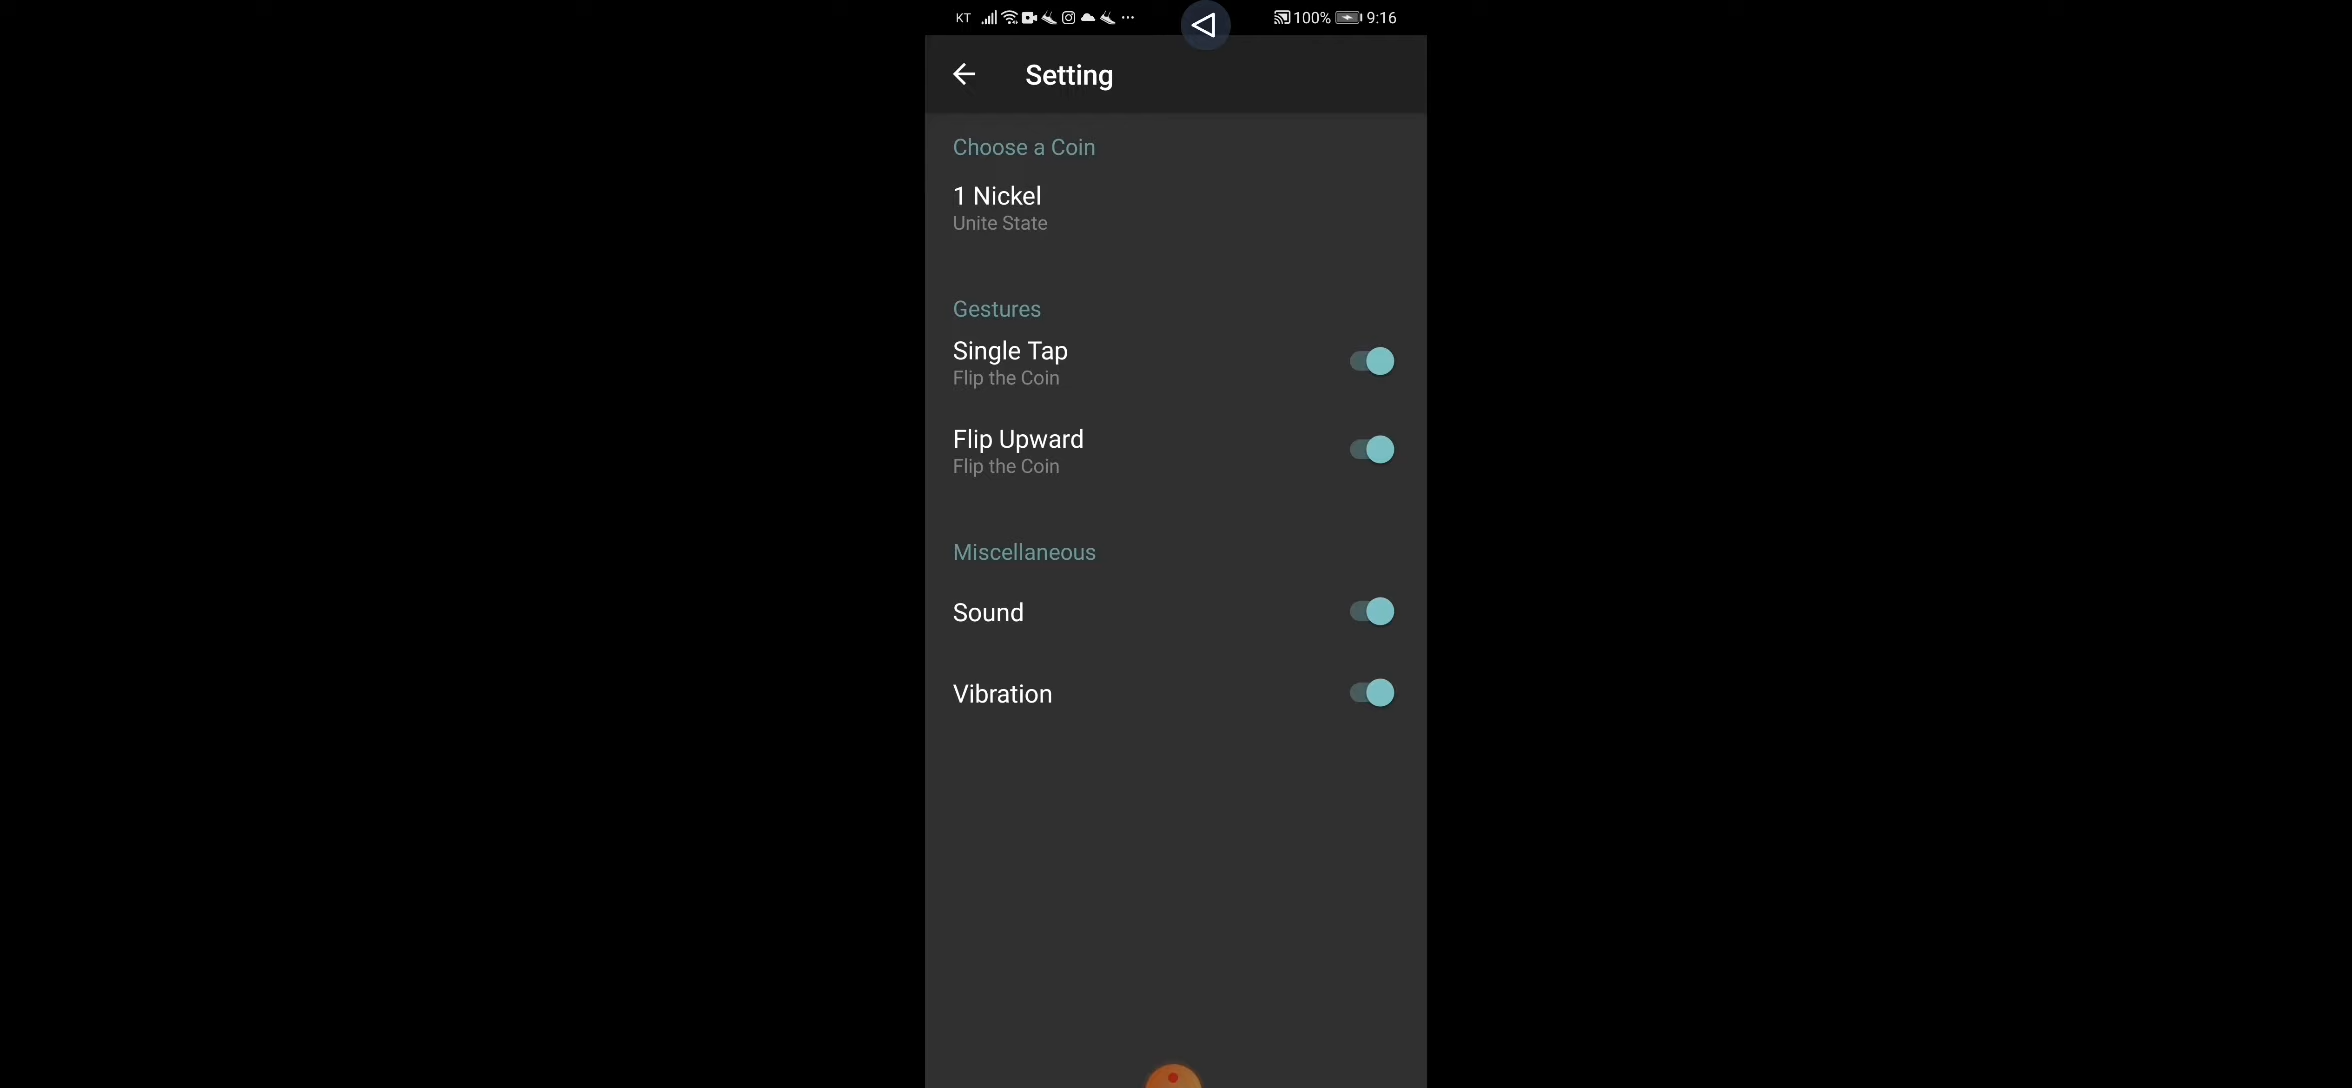 KT 100% 9:16
Setting
Choose a Coin
1 Nickel
Unite State
Gestures
Single Tap
Flip the Coin
Flip Upward
Flip the Coin
Miscellaneous
Sound
Vibration